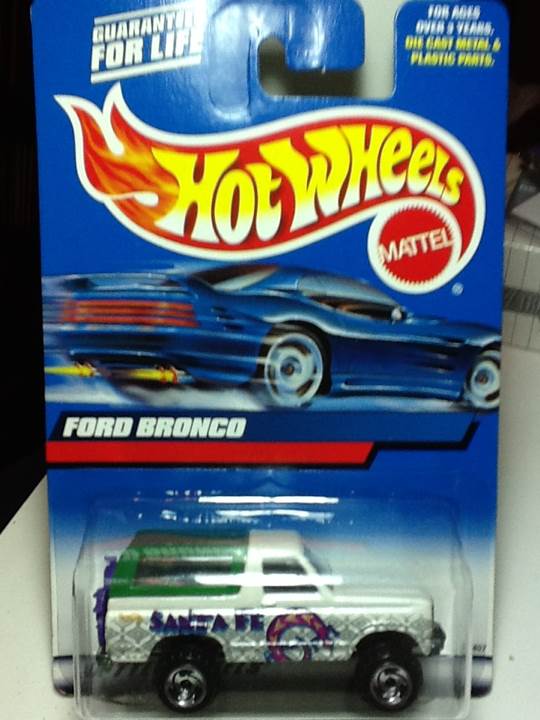 GUARANTEED
FOR LIFE
FOR AGES
OVER 3 YEARS.
DIE CAST METAL &
PLASTIC PARTS.
HOT WHEELS
MATTEL
®
FORD BRONCO
SANTA FE